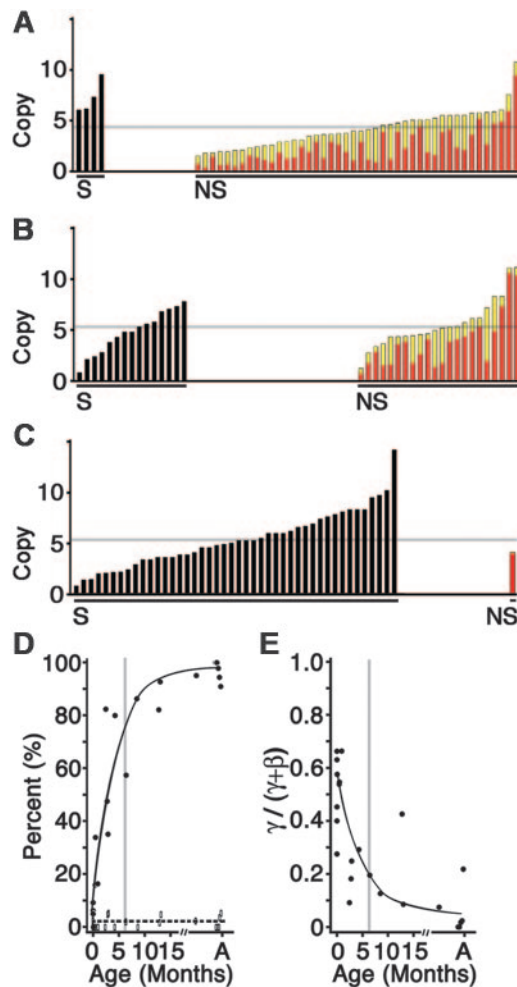 A
Copy
10
5
0
S
NS
B
Copy
10
5
0
S
NS
C
Copy
10
5
0
S
NS
D
Percent (%)
100
80
60
40
20
0
0 5 1015 // A
Age (Months)
E
γ / (γ+β)
1.0
0.8
0.6
0.4
0.2
0
0 5 10 15 // A
Age (Months)